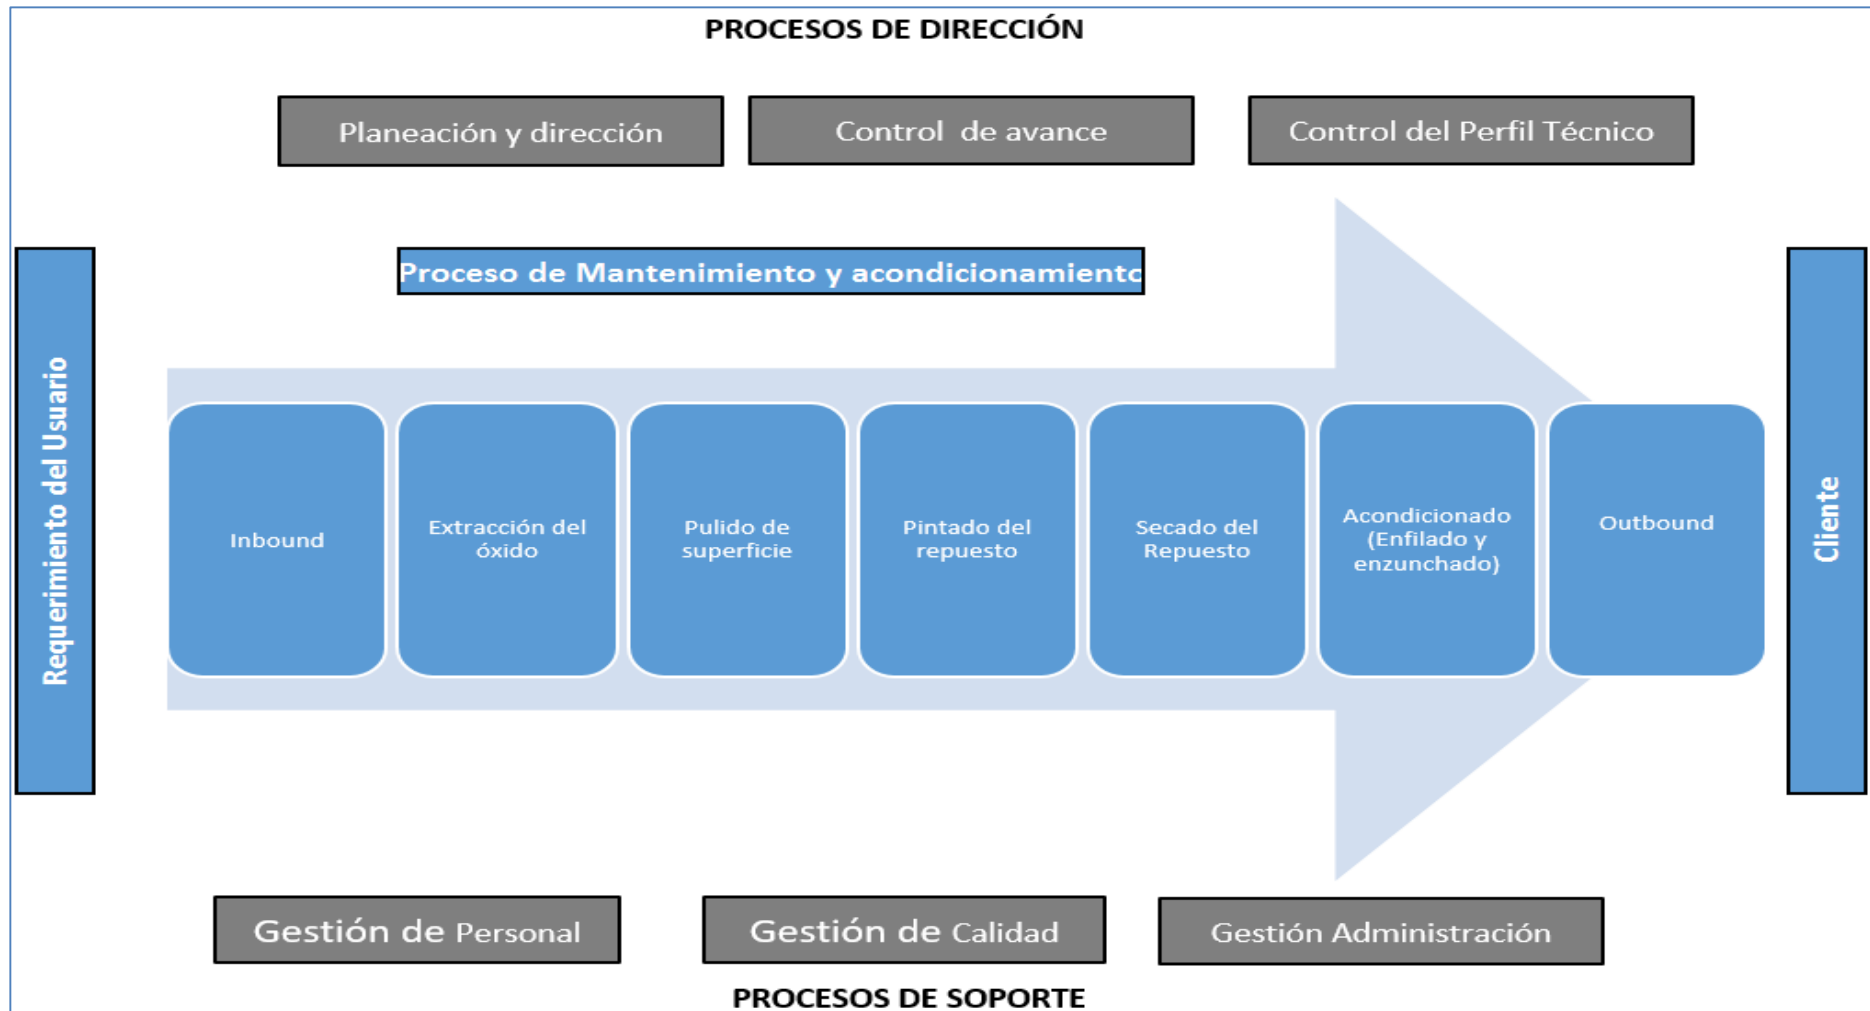 PROCESOS DE DIRECCIÓN
Planeación y dirección
Control de avance
Control del Perfil Técnico
Proceso de Mantenimiento y acondicionamiento
Requerimiento del Usuario
Inbound
Extracción del
óxido
Pulido de
superficie
Pintado del
repuesto
Secado del
Repuesto
Acondicionado
(Enfilado y
enzunchado)
Outbound
Cliente
Gestión de Personal
Gestión de Calidad
Gestión Administración
PROCESOS DE SOPORTE